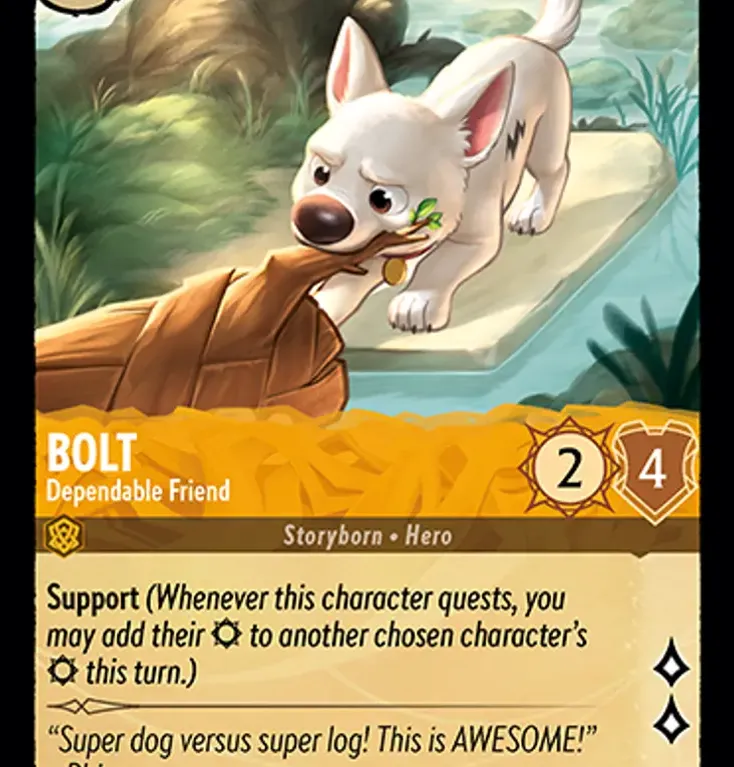 BOLT
Dependable Friend
2
4
Storyborn • Hero
Support (Whenever this character quests, you
may add their to another chosen character's
this turn.)
"Super dog versus super log! This is AWESOME!"